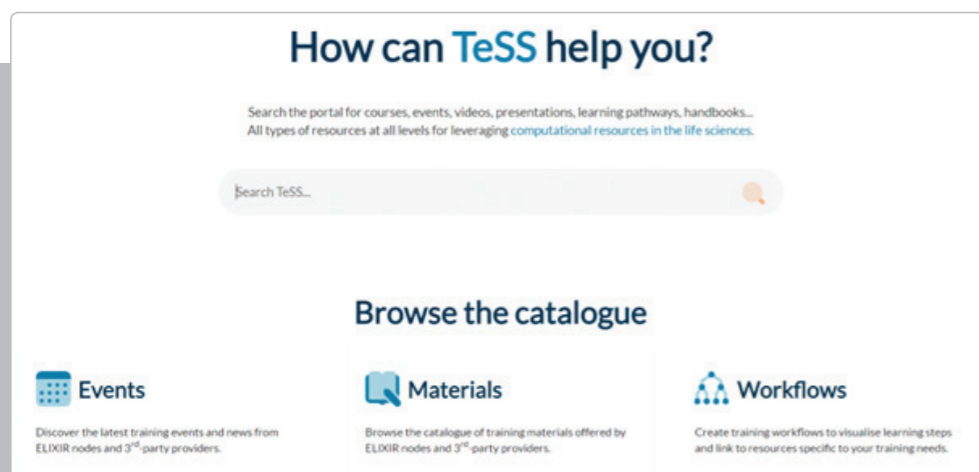 How can TeSS help you?
Search the portal for courses, events, videos, presentations, learning pathways, handbooks...
All types of resources at all levels for leveraging computational resources in the life sciences.
Search TeSS...
Browse the catalogue
Events
Discover the latest training events and news from
ELIXIR nodes and 3rd-party providers.
Materials
Browse the catalogue of training materials offered by
ELIXIR nodes and 3rd-party providers.
Workflows
Create training workflows to visualise learning steps
and link to resources specific to your training needs.